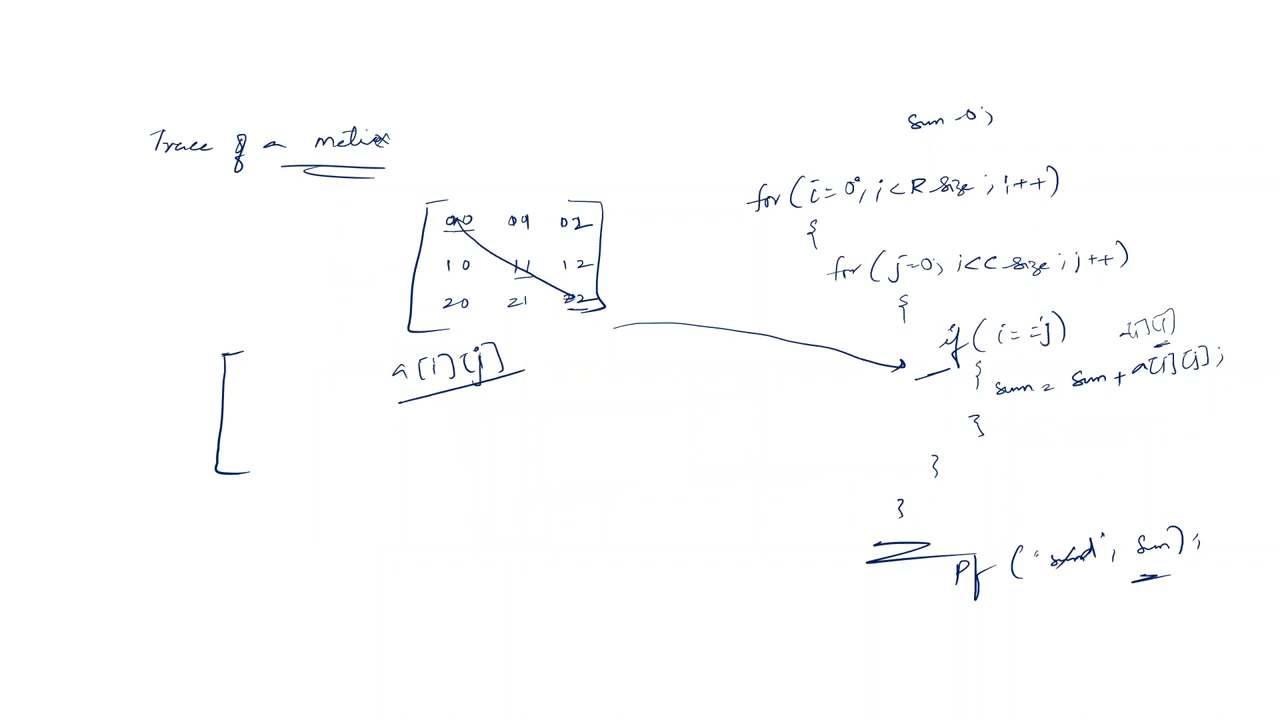 Trace of a matix
00 01 02
10 11 12
20 21 22
a[i][j]
sum = 0;
for (i=0; i<R size; i++)
{
for (j=0; i<C size; j++)
{
if (i==j)
{
sum = sum + a[i][j];
}
}
}
Pf (" ", sum);